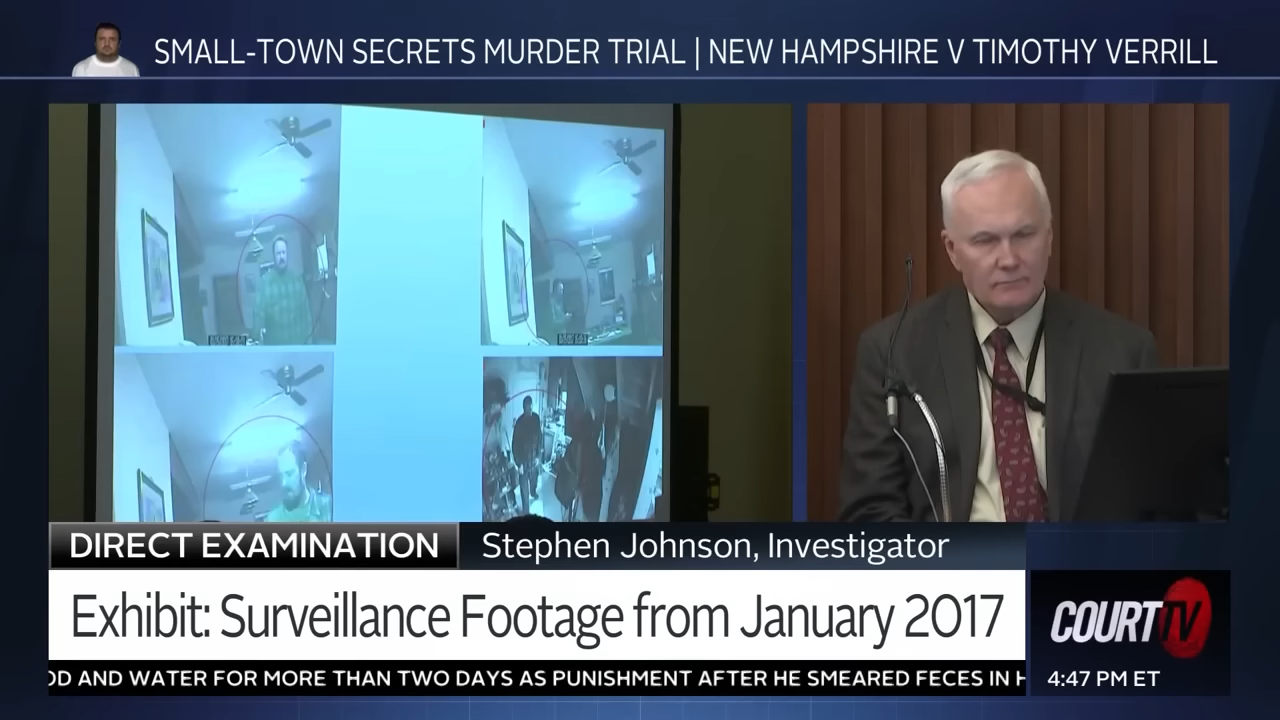 SMALL-TOWN SECRETS MURDER TRIAL | NEW HAMPSHIRE V TIMOTHY VERRILL
DIRECT EXAMINATION
Stephen Johnson, Investigator
Exhibit: Surveillance Footage from January 2017
COURT TV
OD AND WATER FOR MORE THAN TWO DAYS AS PUNISHMENT AFTER HE SMEARED FECES IN H
4:47 PM ET